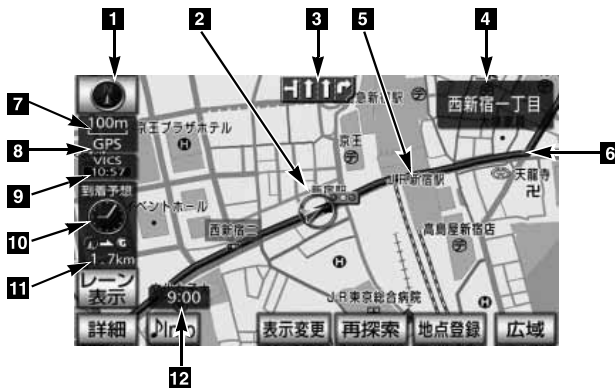 1
2
3
5
4
7
100m
急新宿駅
西新宿一丁目
京王プラザホテル
8
GPS
京王
6
VICS
10:57
9
新宿駅
JR新宿駅
天龍寺
到着予想
10
イベントホール
西新宿二
高島屋新宿店
11
1.7km
レーン
表示
9:00
JR東京総合病院
詳細
♪Info
表示変更
再探索
地点登録
広域
12